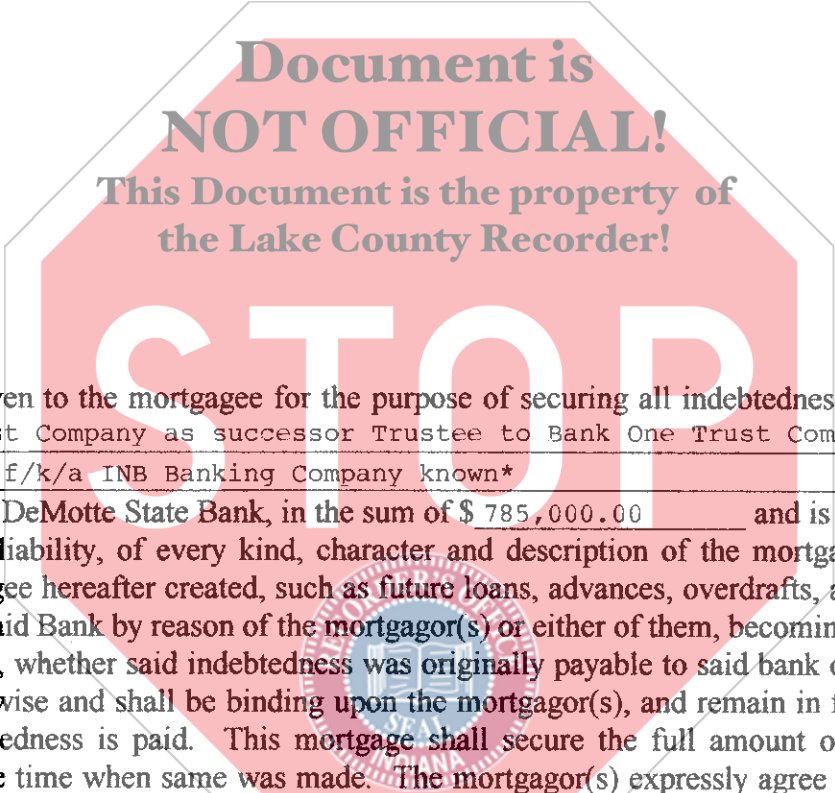 Document is
NOT OFFICIAL!
This Document is the property of
the Lake County Recorder!
STOP
en to the mortgagee for the purpose of securing all indebtednes
st Company as successor Trustee to Bank One Trust Com
f/k/a INB Banking Company known*
DeMotte State Bank, in the sum of $ 785,000.00 and is
liability, of every kind, character and description of the mortga
gee hereafter created, such as future loans, advances, overdrafts, a
aid Bank by reason of the mortgagor(s) or either of them, becomin
, whether said indebtedness was originally payable to said bank o
wise and shall be binding upon the mortgagor(s), and remain in f
edness is paid. This mortgage shall secure the full amount o
e time when same was made. The mortgagor(s) expressly agree
SEAL
INDIANA